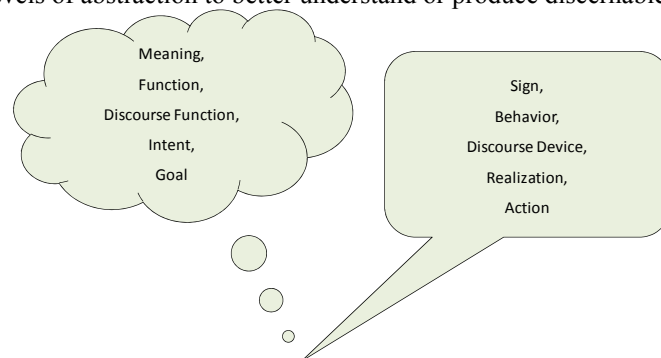 levels of abstraction to better understand or produce discernable
Meaning,
Function,
Discourse Function,
Intent,
Goal
Sign,
Behavior,
Discourse Device,
Realization,
Action